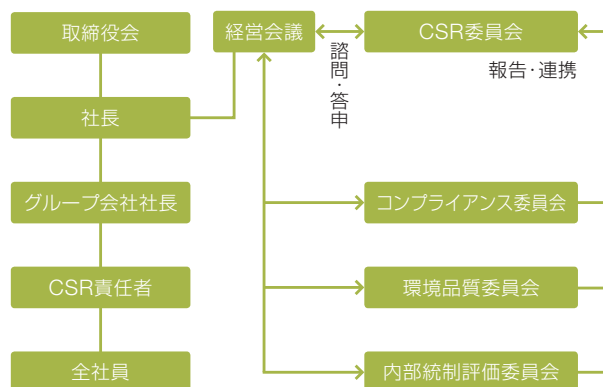 取締役会
経営会議
CSR委員会
諮問・答申
報告・連携
社長
グループ会社社長
コンプライアンス委員会
CSR責任者
環境品質委員会
全社員
内部統制評価委員会